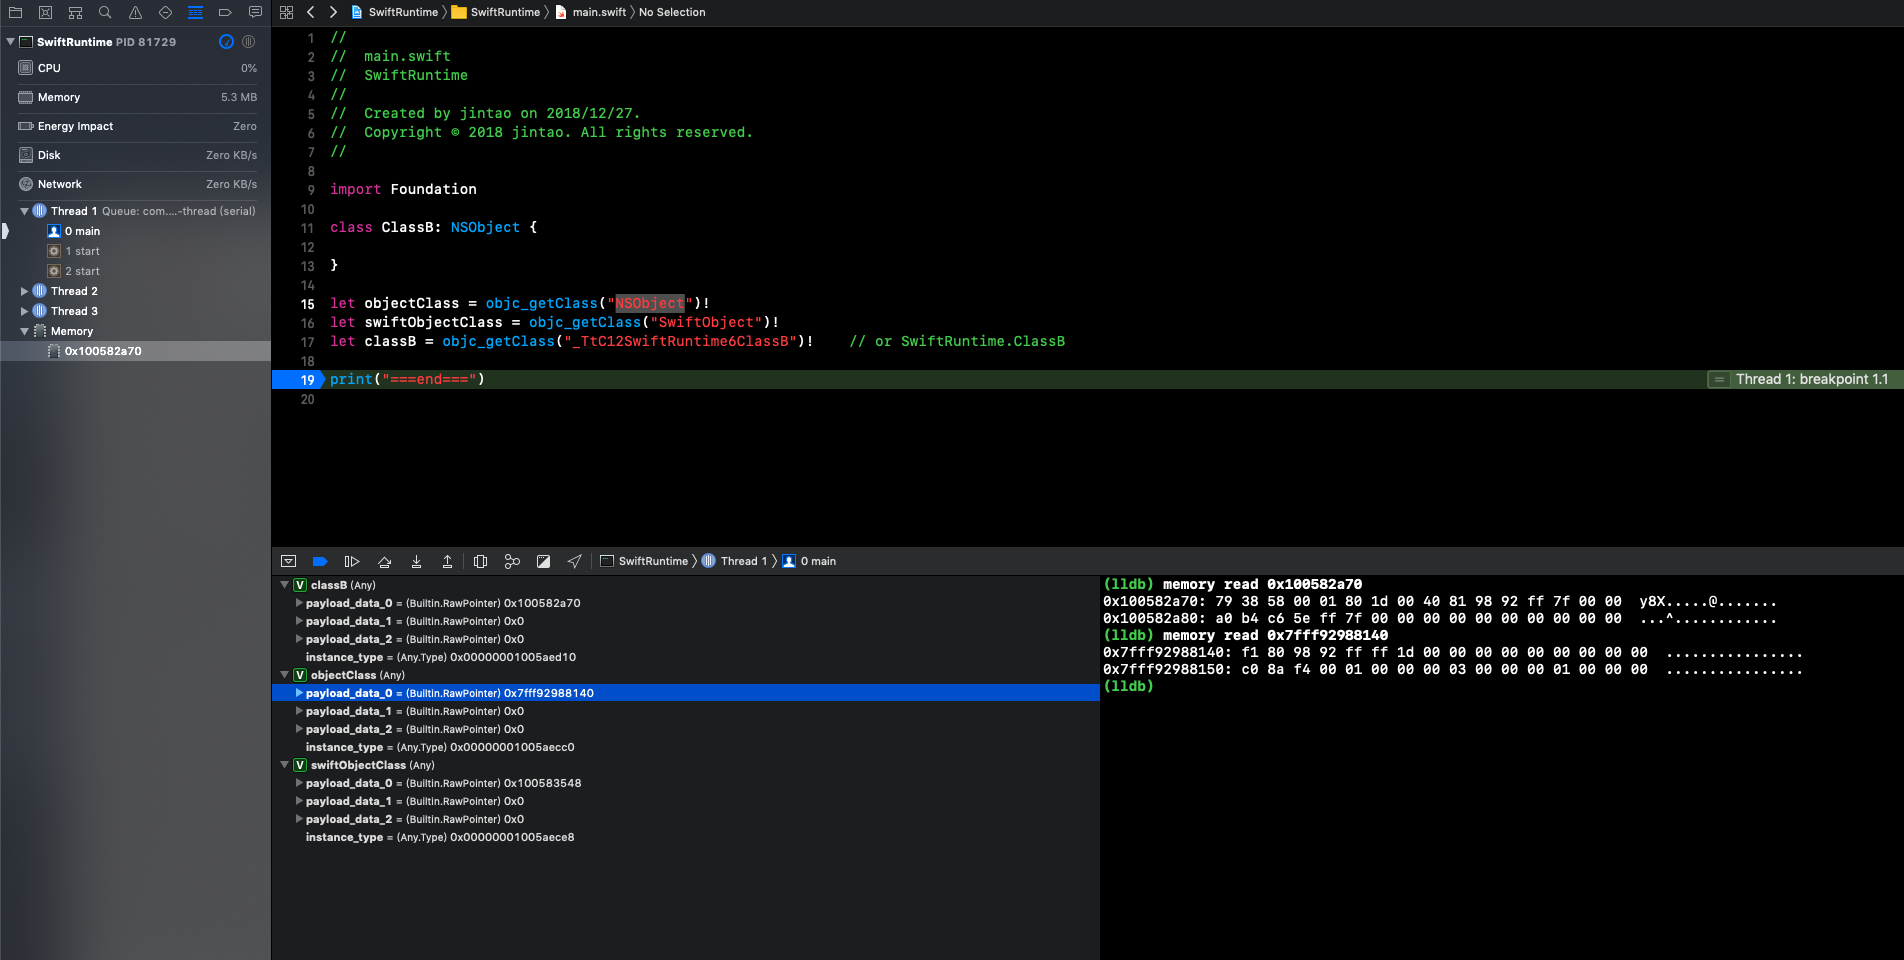 SwiftRuntime PID 81729
CPU 0%
Memory 5.3 MB
Energy Impact Zero
Disk Zero KB/s
Network Zero KB/s
Thread 1 Queue: com....-thread (serial)
0 main
1 start
2 start
Thread 2
Thread 3
Memory
0x100582a70
SwiftRuntime SwiftRuntime main.swift No Selection
1 //
2 //  main.swift
3 //  SwiftRuntime
4 //
5 //  Created by jintao on 2018/12/27.
6 //  Copyright © 2018 jintao. All rights reserved.
7 //
8
9 import Foundation
10
11 class ClassB: NSObject {
12
13 }
14
15 let objectClass = objc_getClass("NSObject")!
16 let swiftObjectClass = objc_getClass("SwiftObject")!
17 let classB = objc_getClass("_TtC12SwiftRuntime6ClassB")!    // or SwiftRuntime.ClassB
18
19 print("===end===") = Thread 1: breakpoint 1.1
20
SwiftRuntime Thread 1 0 main
V classB (Any)
payload_data_0 = (Builtin.RawPointer) 0x100582a70
payload_data_1 = (Builtin.RawPointer) 0x0
payload_data_2 = (Builtin.RawPointer) 0x0
instance_type = (Any.Type) 0x00000001005aed10
V objectClass (Any)
payload_data_0 = (Builtin.RawPointer) 0x7fff92988140
payload_data_1 = (Builtin.RawPointer) 0x0
payload_data_2 = (Builtin.RawPointer) 0x0
instance_type = (Any.Type) 0x00000001005aecc0
V swiftObjectClass (Any)
payload_data_0 = (Builtin.RawPointer) 0x100583548
payload_data_1 = (Builtin.RawPointer) 0x0
payload_data_2 = (Builtin.RawPointer) 0x0
instance_type = (Any.Type) 0x00000001005aece8
(lldb) memory read 0x100582a70
0x100582a70: 79 38 58 00 01 80 1d 00 40 81 98 92 ff 7f 00 00  y8X.....@.......
0x100582a80: a0 b4 c6 5e ff 7f 00 00 00 00 00 00 00 00 00 00  ...^............
(lldb) memory read 0x7fff92988140
0x7fff92988140: f1 80 98 92 ff ff 1d 00 00 00 00 00 00 00 00 00  ................
0x7fff92988150: c0 8a f4 00 01 00 00 00 03 00 00 00 01 00 00 00  ................
(lldb)